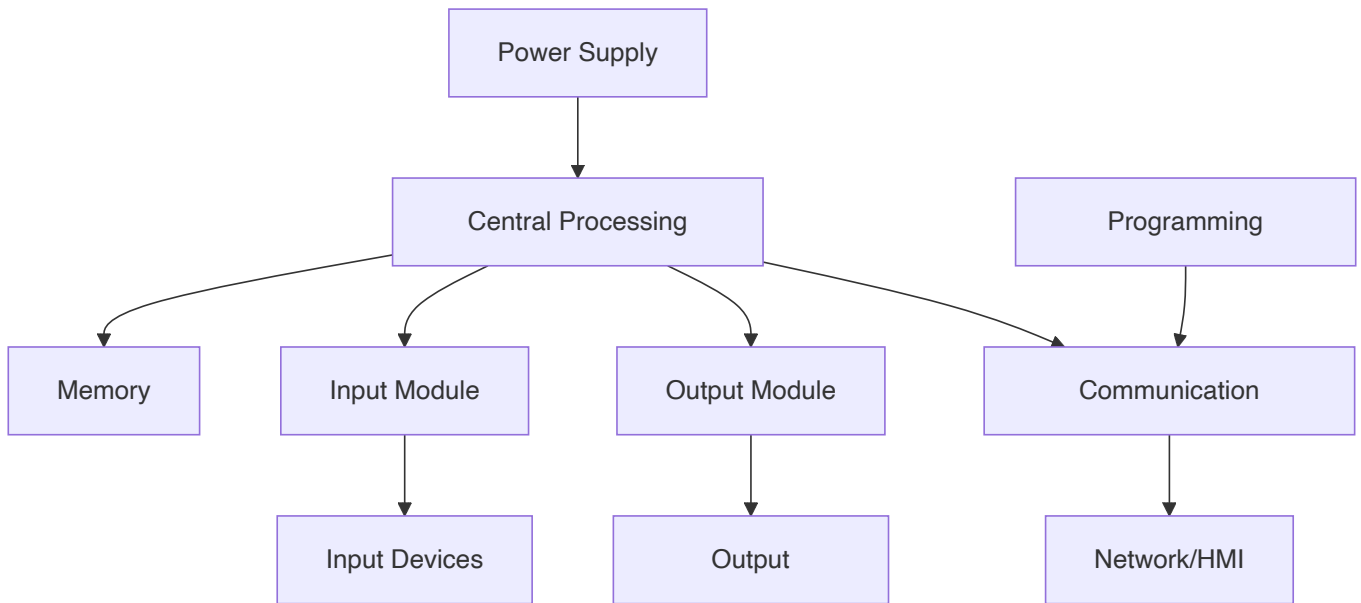 Power Supply
Central Processing
Programming
Memory
Input Module
Output Module
Communication
Input Devices
Output
Network/HMI